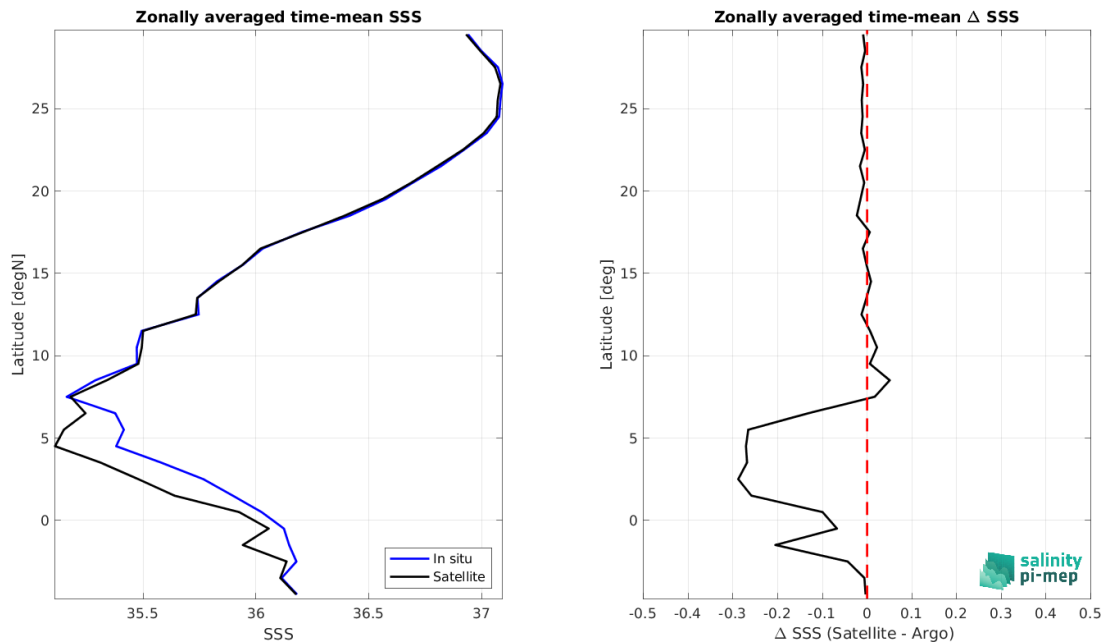 Zonally averaged time-mean SSS
Latitude [degN]
25
20
15
10
5
0
35.5 36 36.5 37
SSS
In situ
Satellite
Zonally averaged time-mean Δ SSS
Latitude [deg]
25
20
15
10
5
0
-0.5 -0.4 -0.3 -0.2 -0.1 0 0.1 0.2 0.3 0.4 0.5
Δ SSS (Satellite - Argo)
salinity
pi-mep